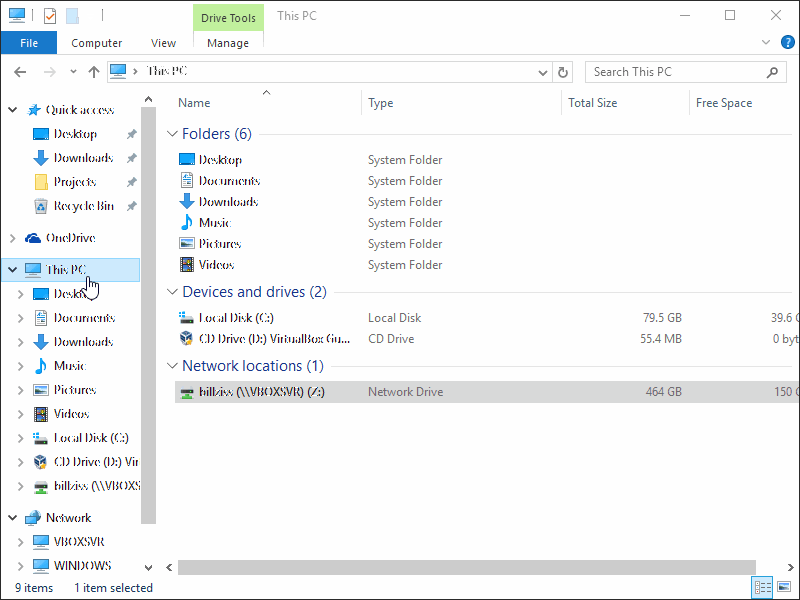 Drive Tools This PC
File Computer View Manage
This PC Search This PC
Name Type Total Size Free Space
Quick access
Desktop
Downloads
Projects
Recycle Bin
OneDrive
This PC
Desktop
Documents
Downloads
Music
Pictures
Videos
Local Disk (C:)
CD Drive (D:) Vir
billziss (\\VBOXS
Network
VBOXSVR
WINDOWS
Folders (6)
Desktop System Folder
Documents System Folder
Downloads System Folder
Music System Folder
Pictures System Folder
Videos System Folder
Devices and drives (2)
Local Disk (C:) Local Disk 79.5 GB 39.6 G
CD Drive (D:) VirtualBox Gu... CD Drive 55.4 MB 0 byt
Network locations (1)
billziss (\\VBOXSVR) (Z:) Network Drive 464 GB 150 G
9 items 1 item selected